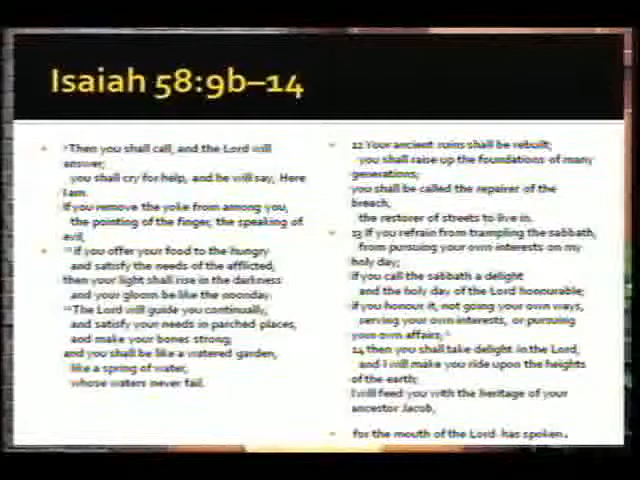 Isaiah 58:9b–14
9 Then you shall call, and the Lord will
answer;
you shall cry for help, and he will say, Here
I am.
If you remove the yoke from among you,
the pointing of the finger, the speaking of
evil,
10 if you offer your food to the hungry
and satisfy the needs of the afflicted,
then your light shall rise in the darkness
and your gloom be like the noonday.
11 The Lord will guide you continually,
and satisfy your needs in parched places,
and make your bones strong;
and you shall be like a watered garden,
like a spring of water,
whose waters never fail.
12 Your ancient ruins shall be rebuilt;
you shall raise up the foundations of many
generations;
you shall be called the repairer of the
breach,
the restorer of streets to live in.
13 If you refrain from trampling the sabbath,
from pursuing your own interests on my
holy day;
if you call the sabbath a delight
and the holy day of the Lord honourable;
if you honour it, not going your own ways,
serving your own interests, or pursuing
your own affairs;
14 then you shall take delight in the Lord,
and I will make you ride upon the heights
of the earth;
I will feed you with the heritage of your
ancestor Jacob,
for the mouth of the Lord has spoken.